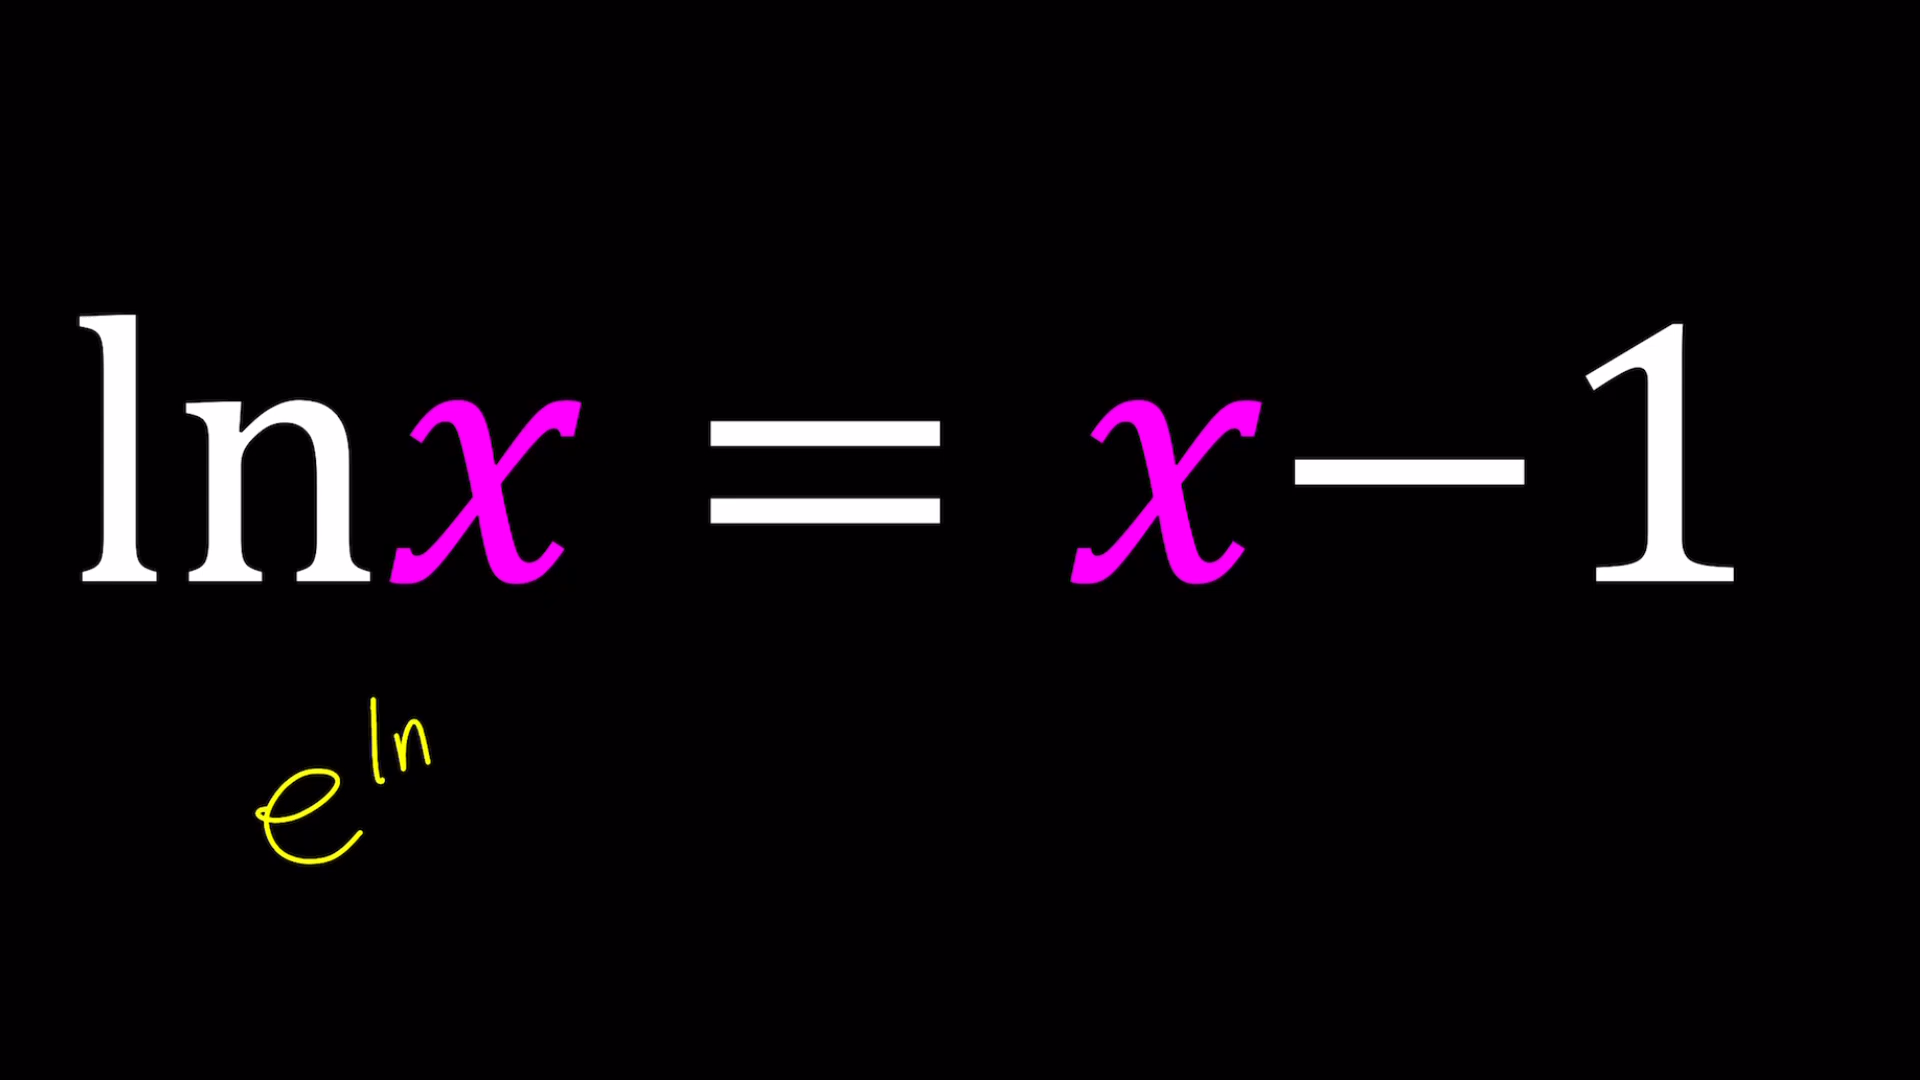 lnx = x−1
e^ln